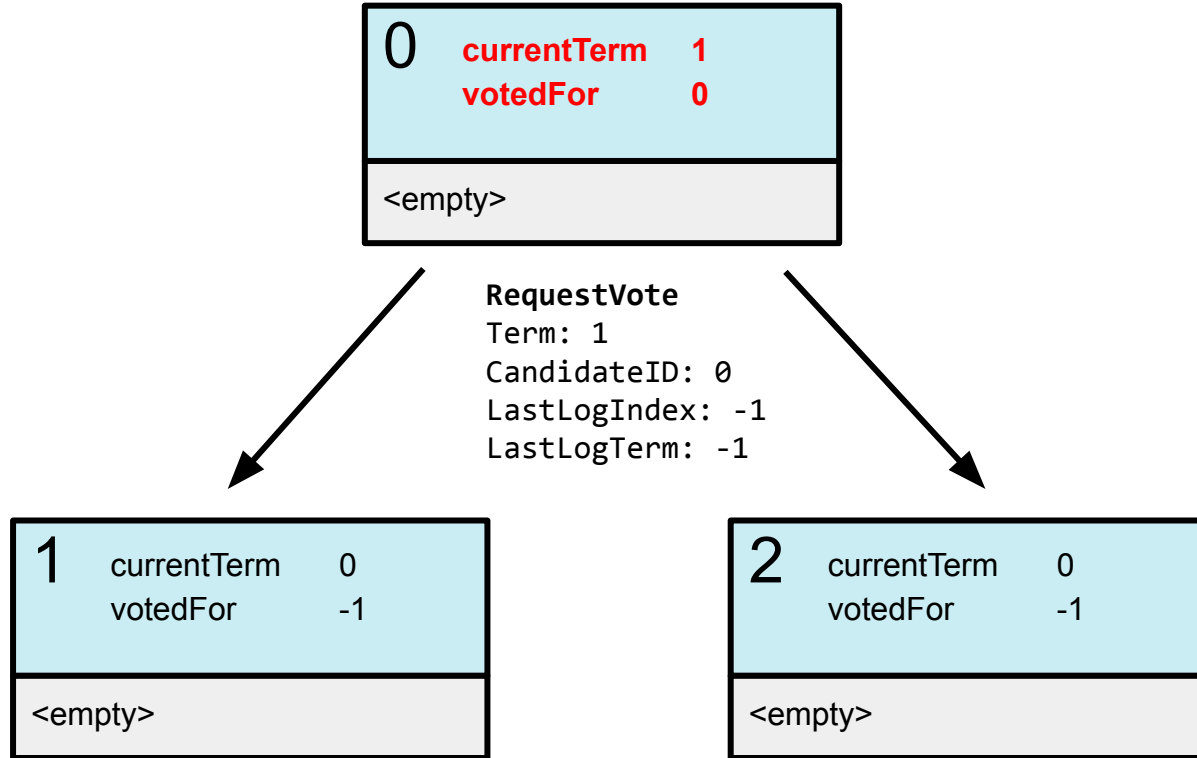 0 currentTerm 1
votedFor 0
<empty>
RequestVote
Term: 1
CandidateID: 0
LastLogIndex: -1
LastLogTerm: -1
1 currentTerm 0
votedFor -1
<empty>
2 currentTerm 0
votedFor -1
<empty>